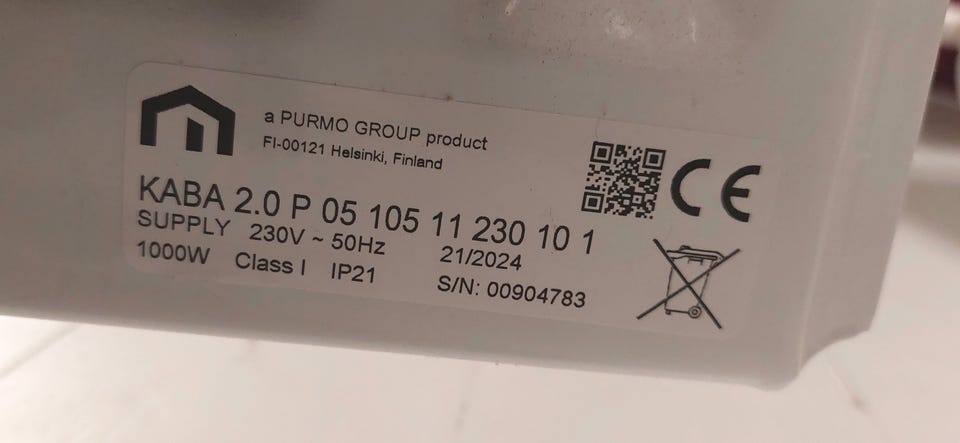 a PURMO GROUP product
FI-00121 Helsinki, Finland
KABA 2.0 P 05 105 11 230 10 1
SUPPLY 230V ~ 50Hz 21/2024
1000W Class I IP21 S/N: 00904783
CE